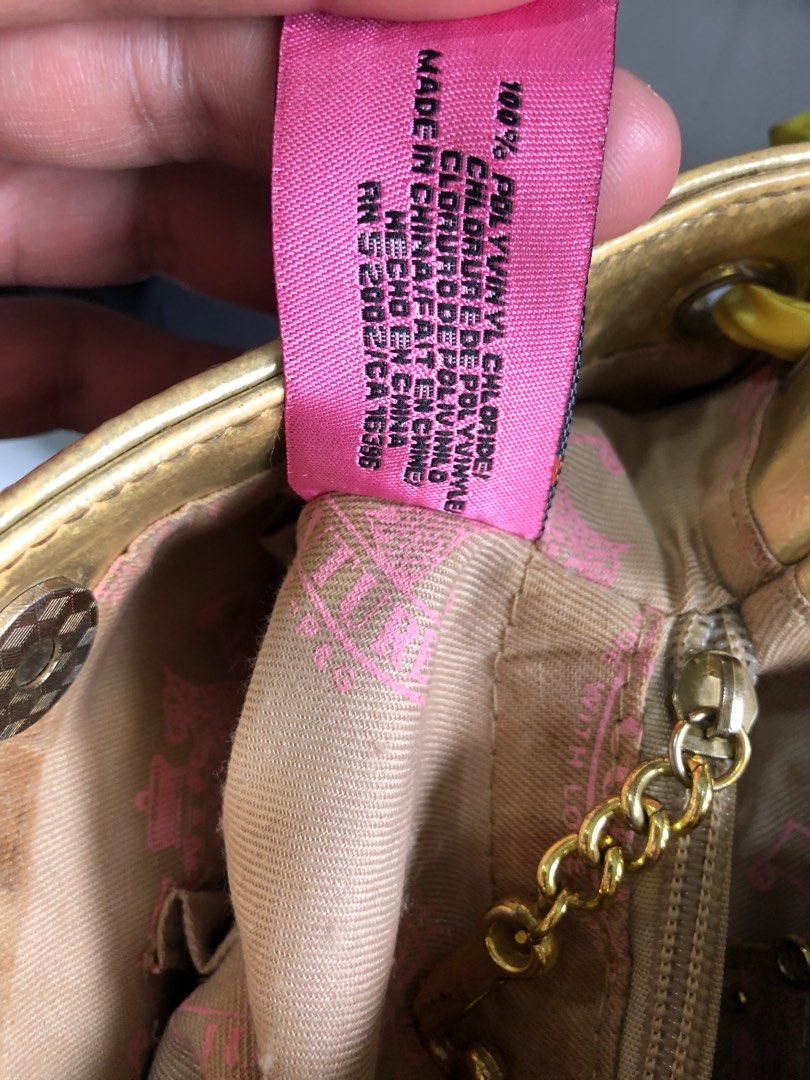 100% POLYVINYL CHLORIDE/
CHLORURE DE POLYVINYLE
CLORURO DE POLIVINILO
MADE IN CHINA/FAIT EN CHINE/
HECHO EN CHINA
RN 52002/CA 16396
WITH